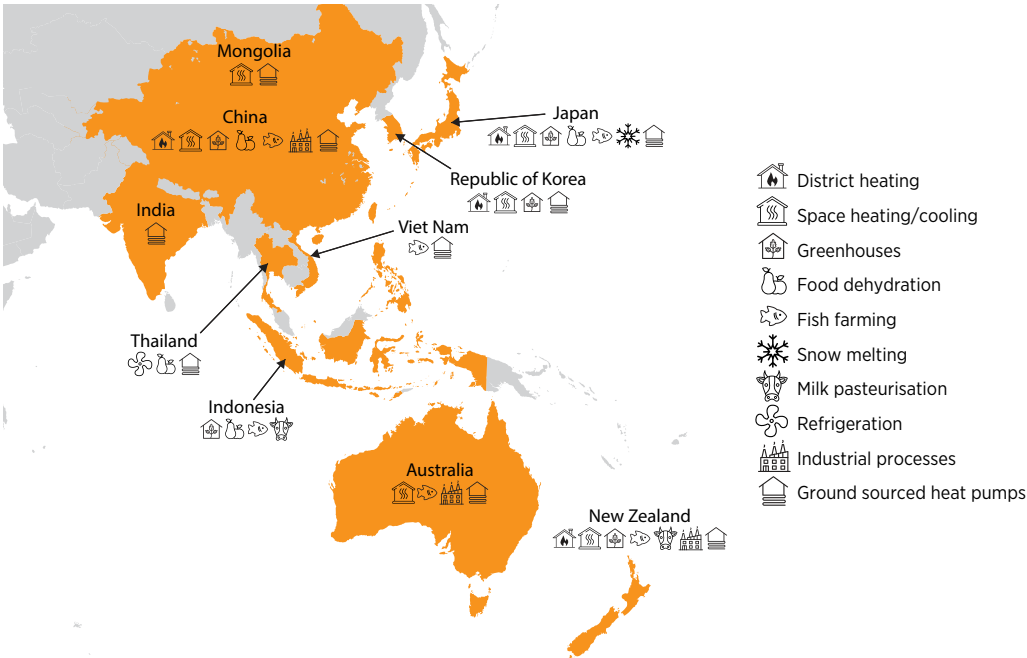 Mongolia
China
Japan
Republic of Korea
India
Viet Nam
Thailand
Indonesia
Australia
New Zealand
District heating
Space heating/cooling
Greenhouses
Food dehydration
Fish farming
Snow melting
Milk pasteurisation
Refrigeration
Industrial processes
Ground sourced heat pumps